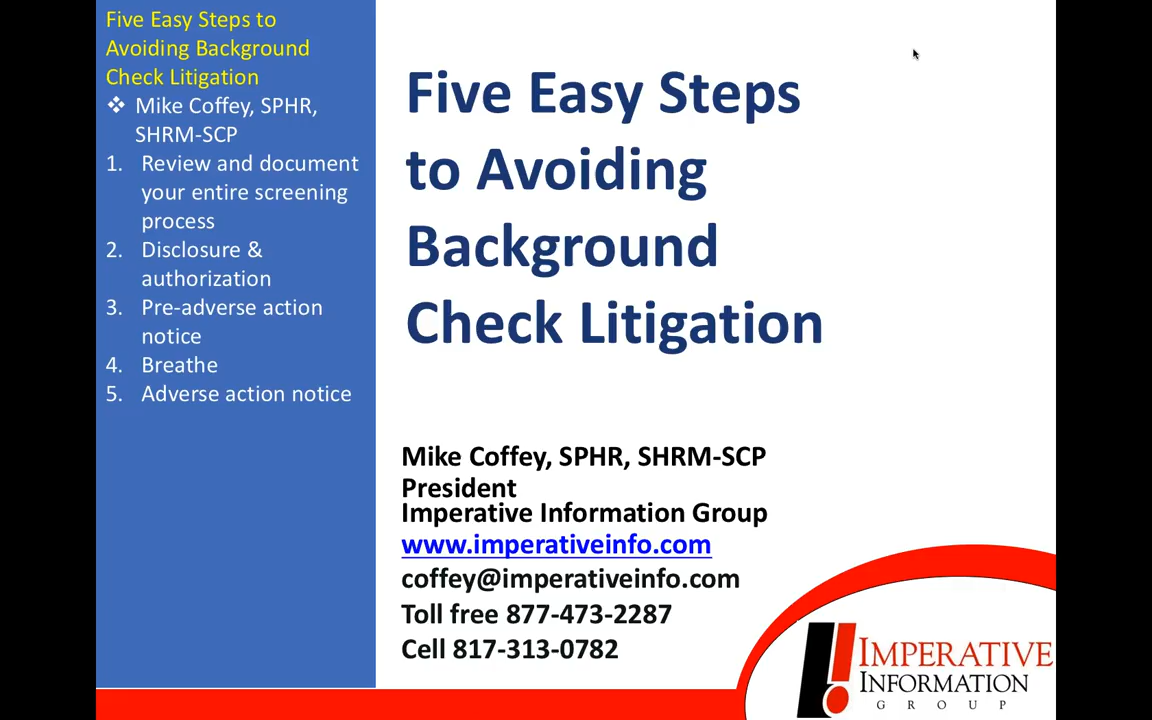 Five Easy Steps to
Avoiding Background
Check Litigation
❖ Mike Coffey, SPHR,
SHRM-SCP
1. Review and document
your entire screening
process
2. Disclosure &
authorization
3. Pre-adverse action
notice
4. Breathe
5. Adverse action notice
Five Easy Steps
to Avoiding
Background
Check Litigation
Mike Coffey, SPHR, SHRM-SCP
President
Imperative Information Group
www.imperativeinfo.com
coffey@imperativeinfo.com
Toll free 877-473-2287
Cell 817-313-0782
IMPERATIVE
INFORMATION
GROUP